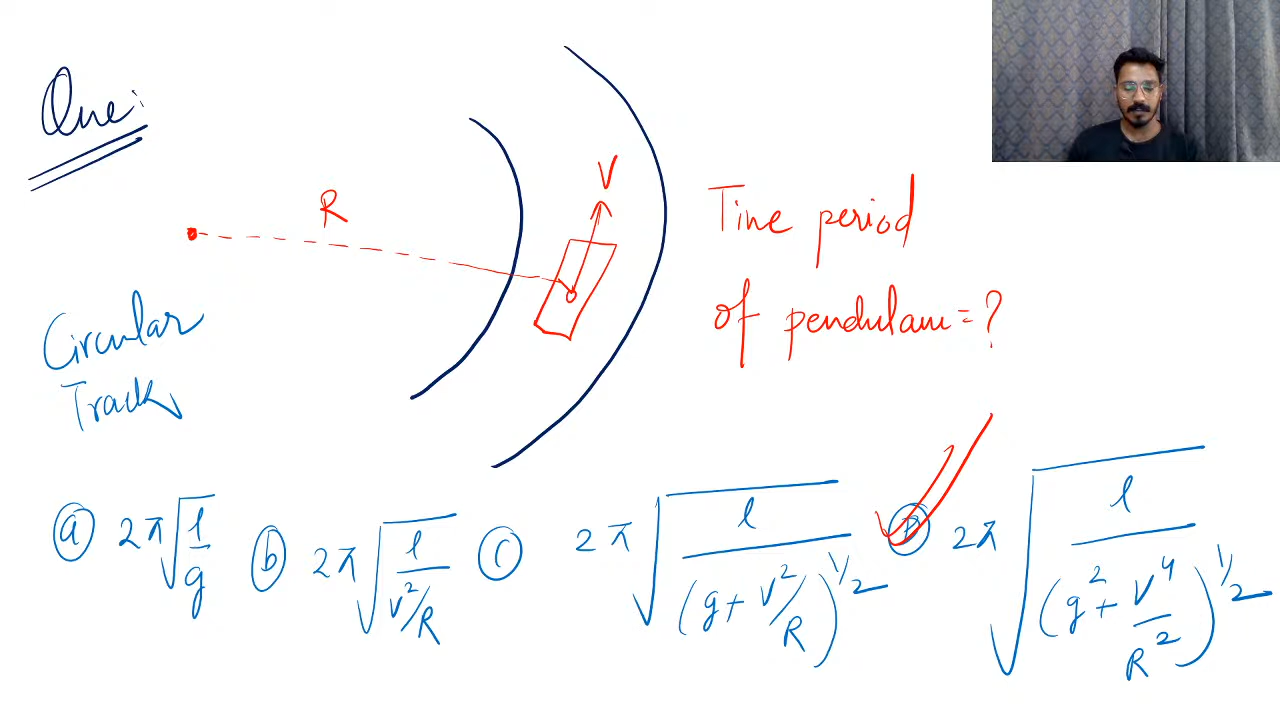 Que:
R
V
Time period
of pendulam = ?
Circular
Track
(a) 2π√(l/g) (b) 2π√(l/(v²/R)) (c) 2π√(l/(g + v²/R)^1/2) (D) 2π√(l/(g² + v⁴/R²)^1/2)